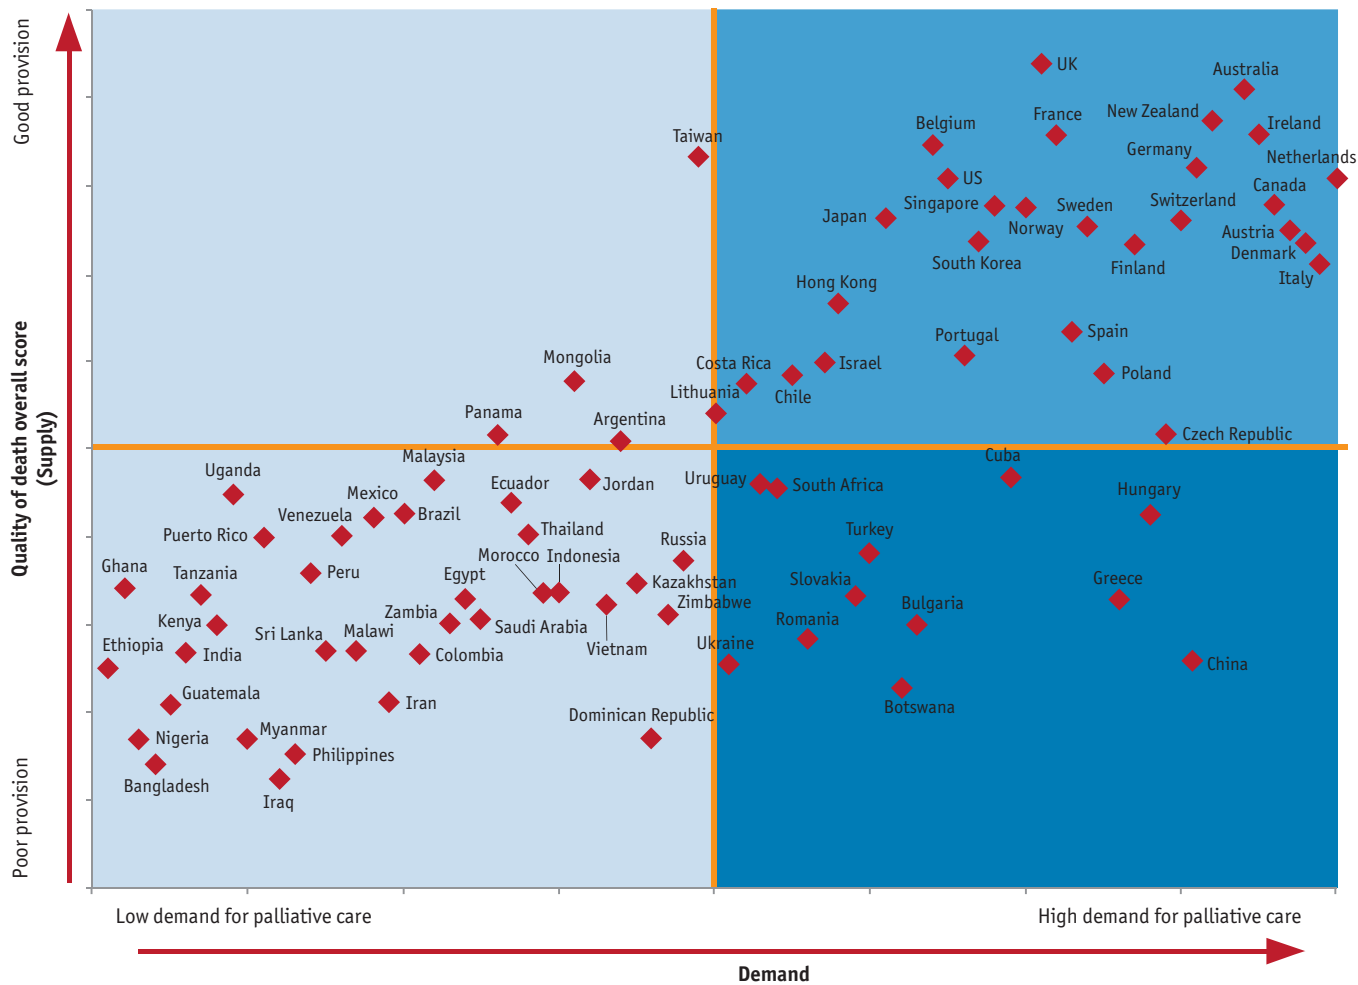 Good provision
Quality of death overall score
(Supply)
Poor provision
UK
Australia
New Zealand
France
Ireland
Belgium
Taiwan
Germany
Netherlands
US
Canada
Singapore
Sweden
Switzerland
Japan
Norway
Austria
Denmark
South Korea
Finland
Italy
Hong Kong
Spain
Portugal
Mongolia
Costa Rica
Israel
Poland
Lithuania
Chile
Panama
Argentina
Czech Republic
Malaysia
Cuba
Uganda
Uruguay
South Africa
Ecuador
Jordan
Hungary
Mexico
Venezuela
Brazil
Puerto Rico
Thailand
Turkey
Russia
Morocco
Indonesia
Ghana
Tanzania
Peru
Egypt
Kazakhstan
Slovakia
Greece
Zimbabwe
Bulgaria
Zambia
Kenya
Saudi Arabia
Romania
Sri Lanka
Malawi
Ethiopia
Ukraine
Vietnam
India
Colombia
China
Guatemala
Iran
Botswana
Dominican Republic
Myanmar
Nigeria
Philippines
Bangladesh
Iraq
Low demand for palliative care
High demand for palliative care
Demand